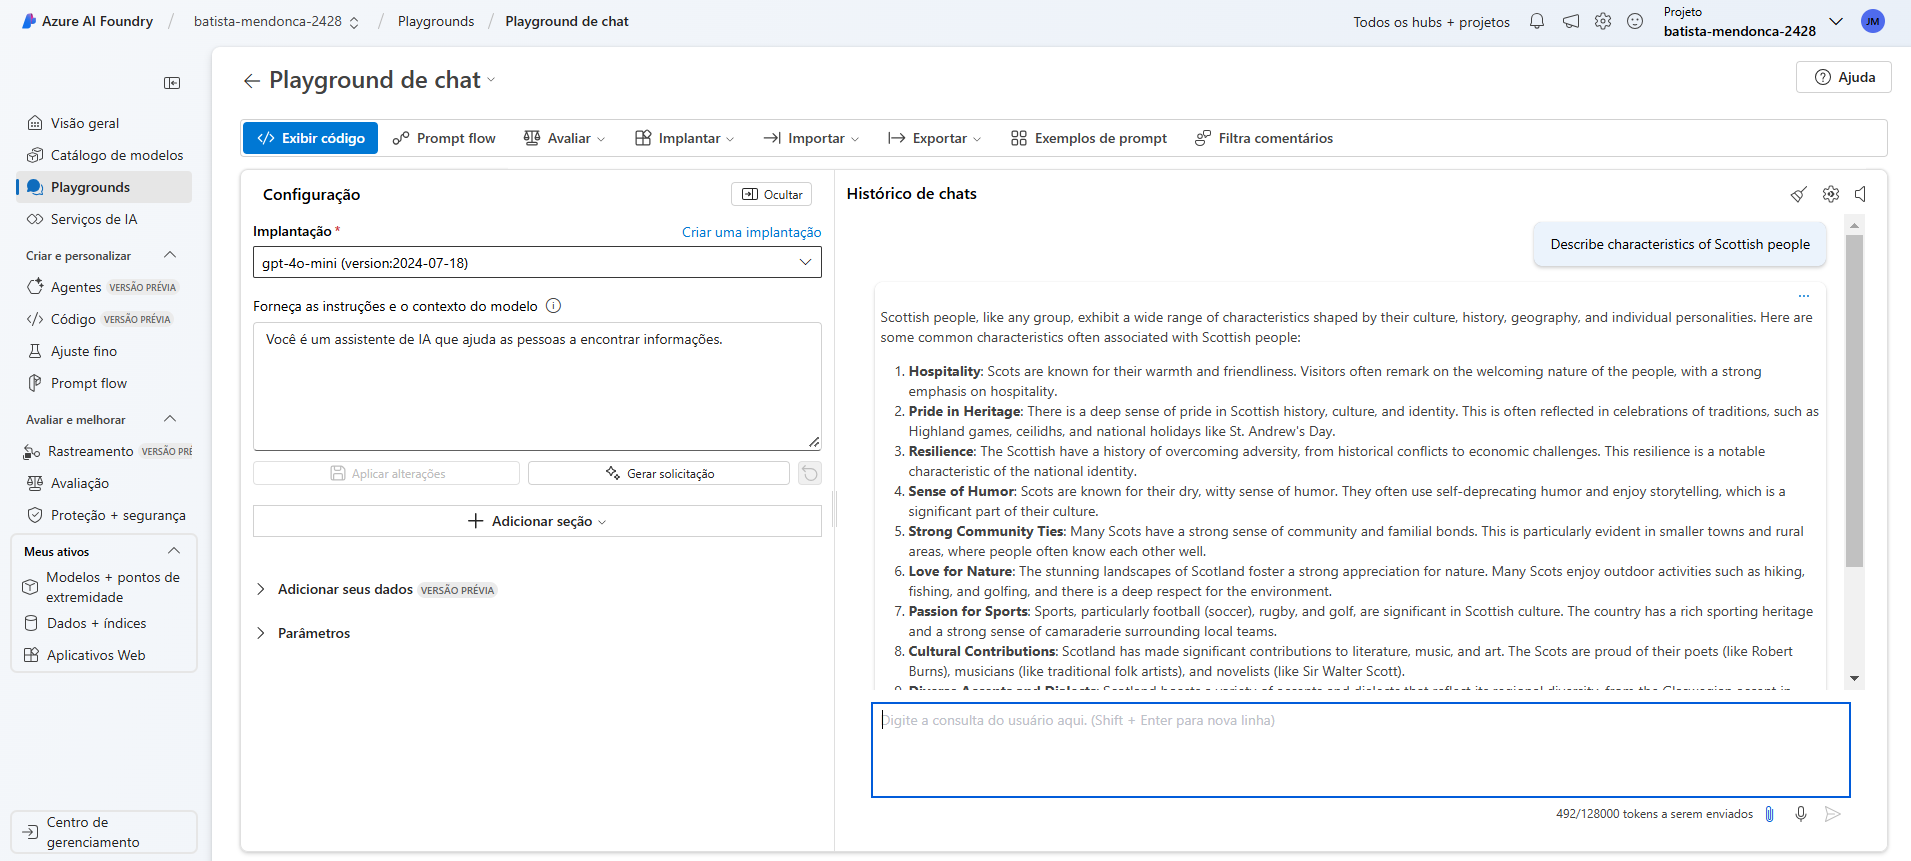 Azure AI Foundry / batista-mendonca-2428 / Playgrounds / Playground de chat
Todos os hubs + projetos
Projeto
batista-mendonca-2428
JM
Visão geral
Catálogo de modelos
Playgrounds
Serviços de IA
Criar e personalizar
Agentes VERSÃO PRÉVIA
Código VERSÃO PRÉVIA
Ajuste fino
Prompt flow
Avaliar e melhorar
Rastreamento VERSÃO PRÉ
Avaliação
Proteção + segurança
Meus ativos
Modelos + pontos de
extremidade
Dados + índices
Aplicativos Web
Centro de
gerenciamento
Playground de chat
Ajuda
Exibir código
Prompt flow
Avaliar
Implantar
Importar
Exportar
Exemplos de prompt
Filtra comentários
Configuração
Ocultar
Implantação *
Criar uma implantação
gpt-4o-mini (version:2024-07-18)
Forneça as instruções e o contexto do modelo
Você é um assistente de IA que ajuda as pessoas a encontrar informações.
Aplicar alterações
Gerar solicitação
Adicionar seção
Adicionar seus dados VERSÃO PRÉVIA
Parâmetros
Histórico de chats
Describe characteristics of Scottish people
Scottish people, like any group, exhibit a wide range of characteristics shaped by their culture, history, geography, and individual personalities. Here are
some common characteristics often associated with Scottish people:
1. Hospitality: Scots are known for their warmth and friendliness. Visitors often remark on the welcoming nature of the people, with a strong
emphasis on hospitality.
2. Pride in Heritage: There is a deep sense of pride in Scottish history, culture, and identity. This is often reflected in celebrations of traditions, such as
Highland games, ceilidhs, and national holidays like St. Andrew's Day.
3. Resilience: The Scottish have a history of overcoming adversity, from historical conflicts to economic challenges. This resilience is a notable
characteristic of the national identity.
4. Sense of Humor: Scots are known for their dry, witty sense of humor. They often use self-deprecating humor and enjoy storytelling, which is a
significant part of their culture.
5. Strong Community Ties: Many Scots have a strong sense of community and familial bonds. This is particularly evident in smaller towns and rural
areas, where people often know each other well.
6. Love for Nature: The stunning landscapes of Scotland foster a strong appreciation for nature. Many Scots enjoy outdoor activities such as hiking,
fishing, and golfing, and there is a deep respect for the environment.
7. Passion for Sports: Sports, particularly football (soccer), rugby, and golf, are significant in Scottish culture. The country has a rich sporting heritage
and a strong sense of camaraderie surrounding local teams.
8. Cultural Contributions: Scotland has made significant contributions to literature, music, and art. The Scots are proud of their poets (like Robert
Burns), musicians (like traditional folk artists), and novelists (like Sir Walter Scott).
9. Diverse Accents and Dialects: Scotland boasts a variety of accents and dialects that reflect its regional diversity, from the Glaswegian accent in
Digite a consulta do usuário aqui. (Shift + Enter para nova linha)
492/128000 tokens a serem enviados